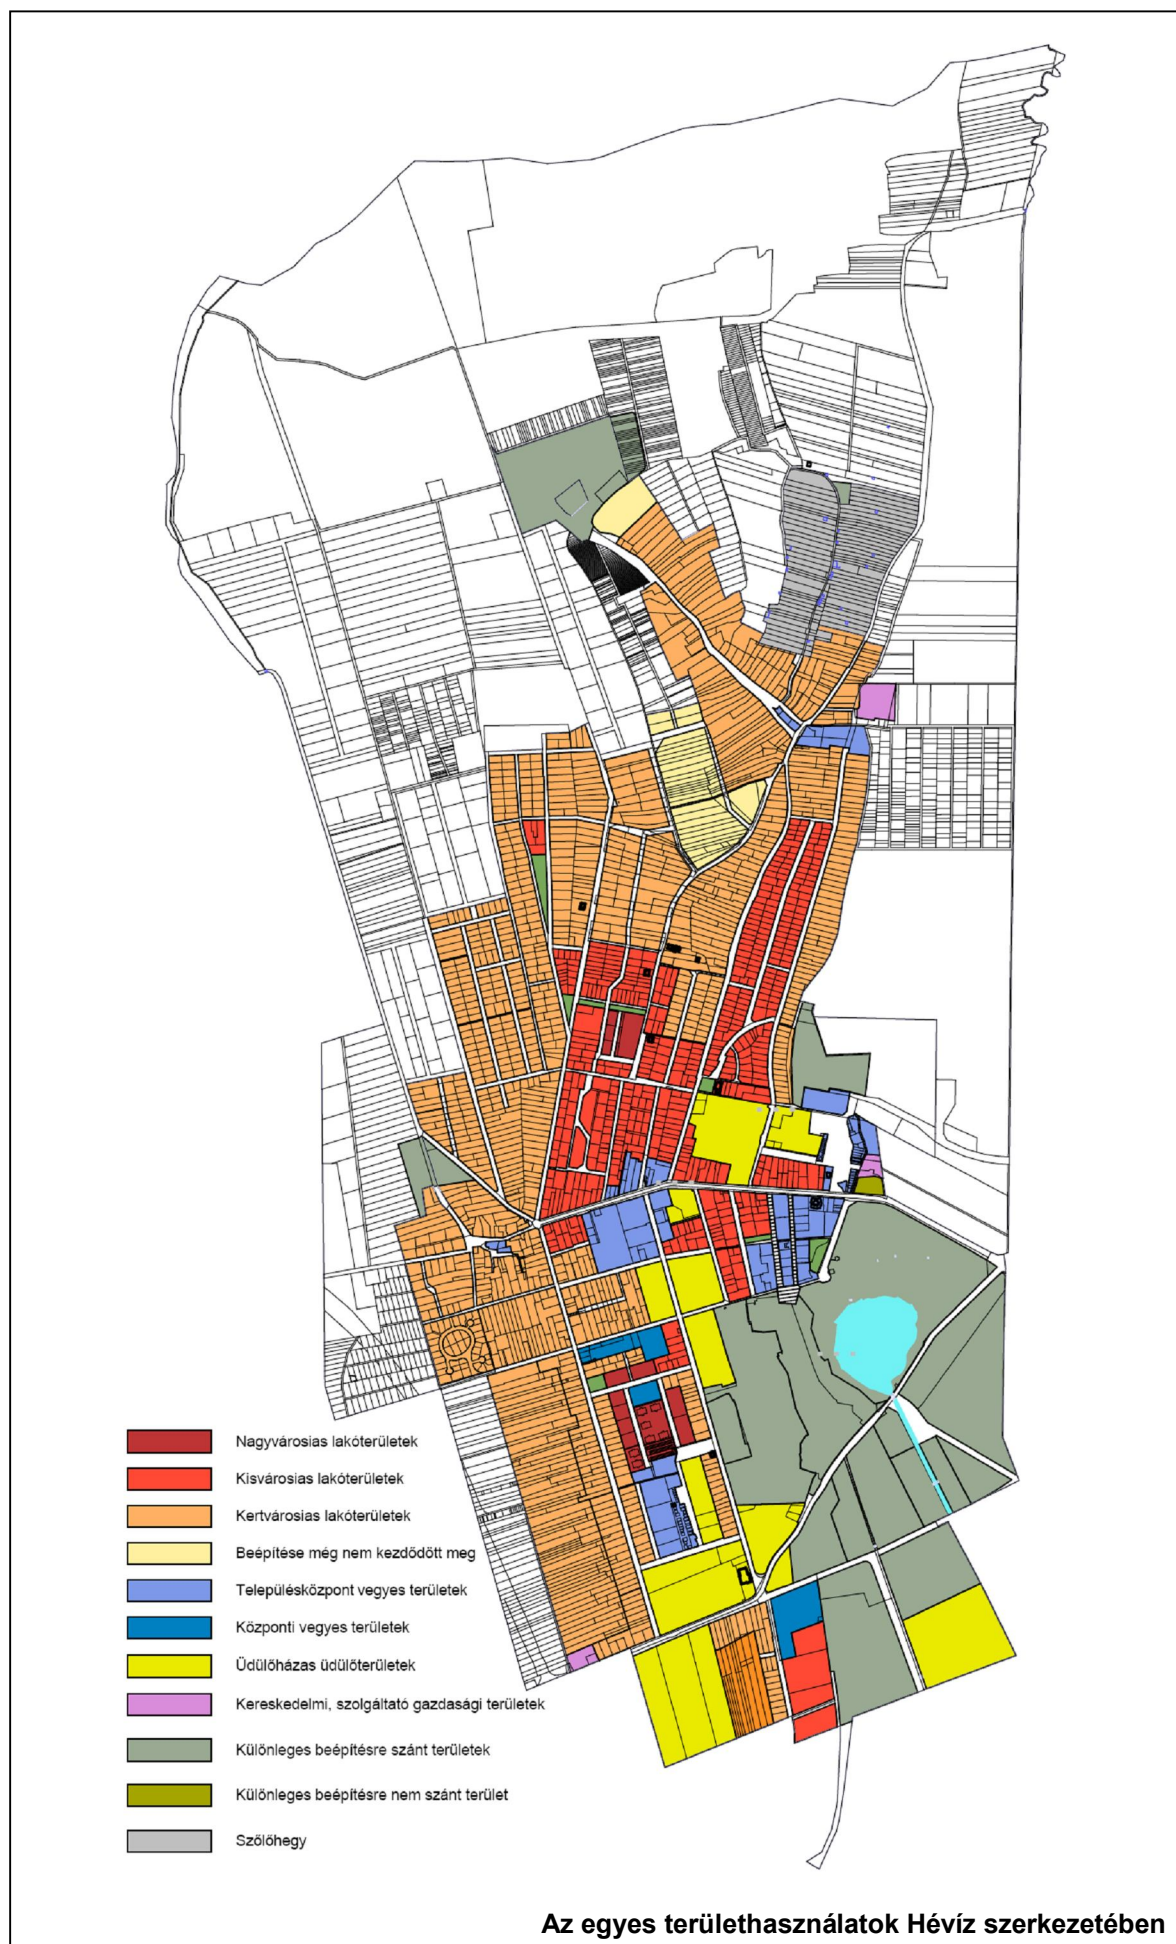 Nagyvárosias lakóterületek
Kisvárosias lakóterületek
Kertvárosias lakóterületek
Beépítése még nem kezdődött meg
Településközpont vegyes területek
Központi vegyes területek
Üdülőházas üdülőterületek
Kereskedelmi, szolgáltató gazdasági területek
Különleges beépítésre szánt területek
Különleges beépítésre nem szánt terület
Szőlőhegy
Az egyes területhasználatok Hévíz szerkezetében